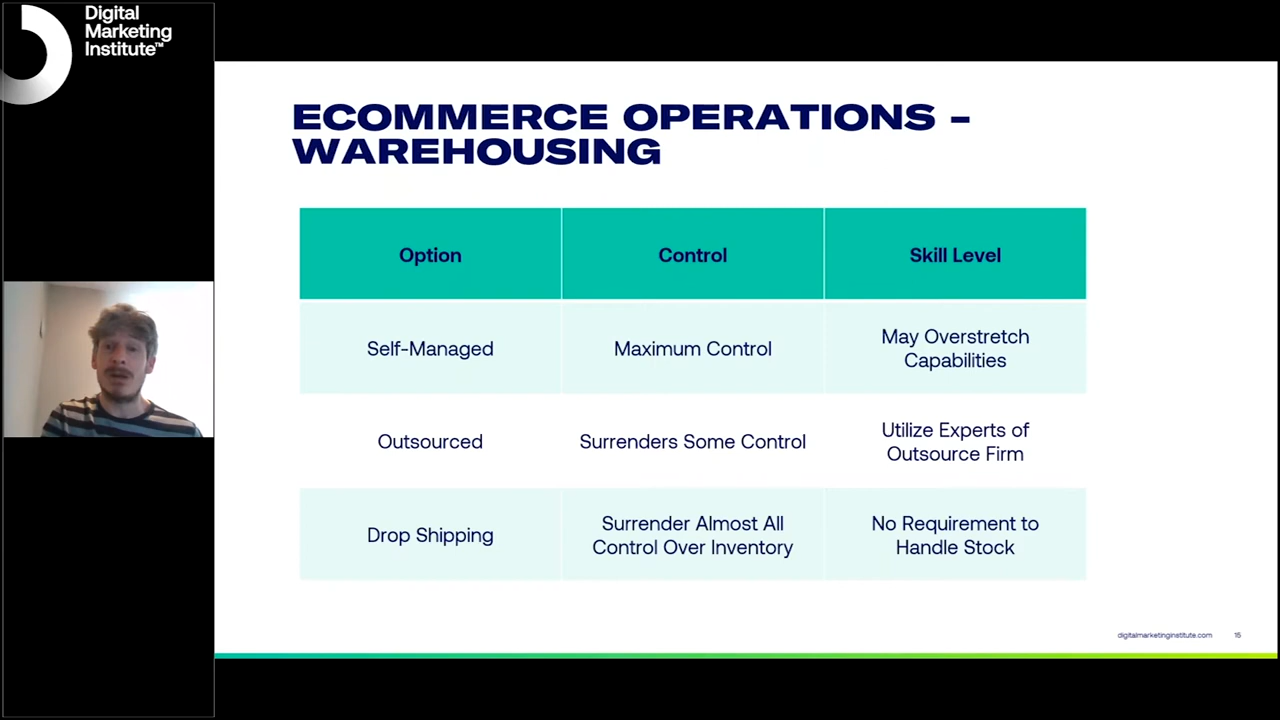 Digital
Marketing
Institute™
ECOMMERCE OPERATIONS –
WAREHOUSING
Option
Control
Skill Level
Self-Managed
Maximum Control
May Overstretch
Capabilities
Outsourced
Surrenders Some Control
Utilize Experts of
Outsource Firm
Drop Shipping
Surrender Almost All
Control Over Inventory
No Requirement to
Handle Stock
digitalmarketinginstitute.com
15